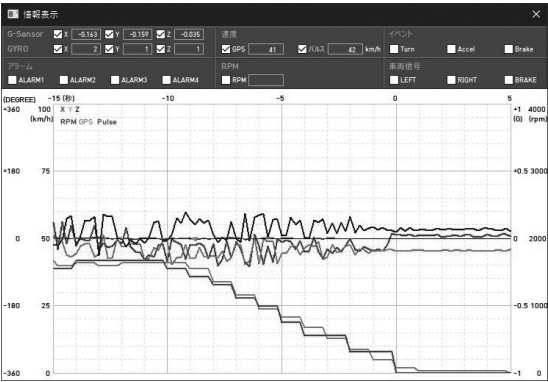 情報表示
G-Sensor X -0.163 Y -0.159 Z -0.035 速度 イベント
GYRO X 2 Y 1 Z 1 GPS 41 パルス 42 km/h Turn Accel Brake
アラーム RPM 車両信号
ALARM1 ALARM2 ALARM3 ALARM4 RPM LEFT RIGHT BRAKE
(DEGREE) -15 (秒) -10 -5 0 5
+360 100 X Y Z +1 4000
(km/h) RPM GPS Pulse (G) (rpm)
+180 75 +0.5 3000
0 50 0 2000
-180 25 -0.5 1000
-360 0 -1 0